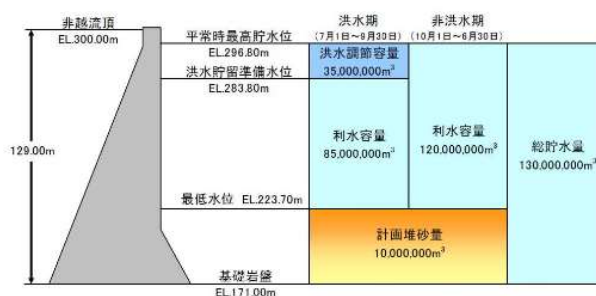 非越流頂
EL.300.00m
平常時最高貯水位
EL.296.80m
洪水貯留準備水位
EL.283.80m
129.00m
最低水位 EL.223.70m
基礎岩盤
EL.171.00m
洪水期
(7月1日~9月30日)
非洪水期
(10月1日~6月30日)
洪水調節容量
35,000,000m³
利水容量
85,000,000m³
利水容量
120,000,000m³
総貯水量
130,000,000m³
計画堆砂量
10,000,000m³